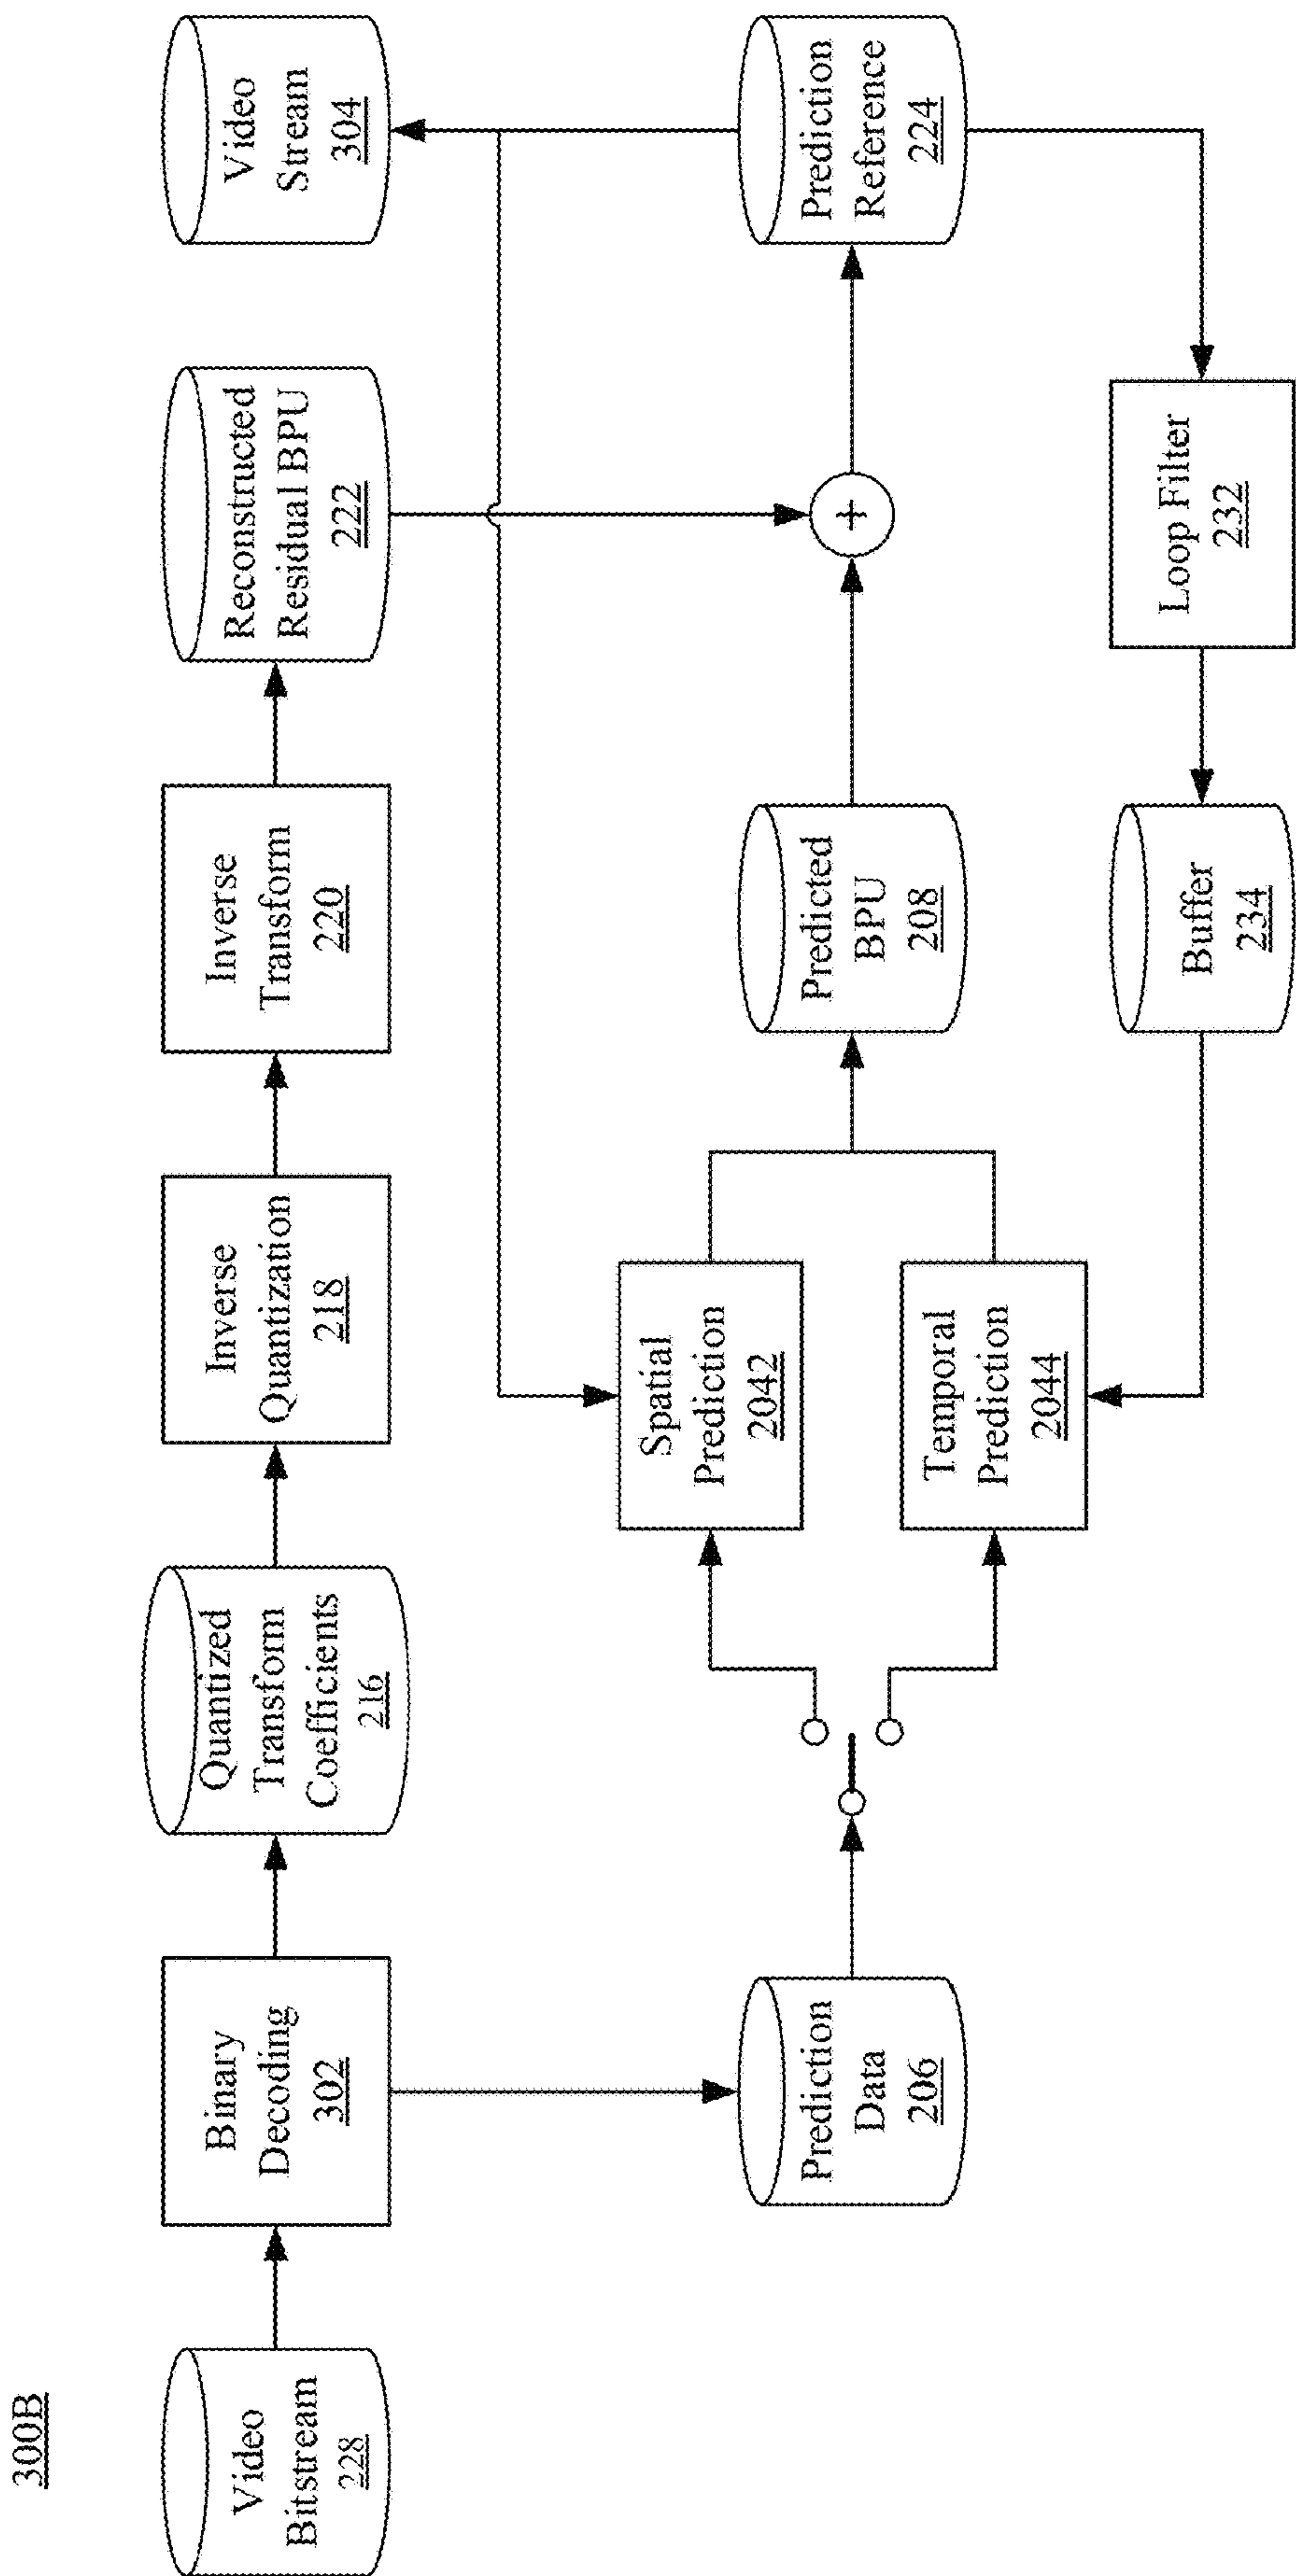 300B
Video
Bitstream
228
Binary
Decoding
302
Quantized
Transform
Coefficients
216
Inverse
Quantization
218
Inverse
Transform
220
Reconstructed
Residual BPU
222
Video
Stream
304
Prediction
Data
206
Spatial
Prediction
2042
Temporal
Prediction
2044
Predicted
BPU
208
+
Prediction
Reference
224
Buffer
234
Loop Filter
232